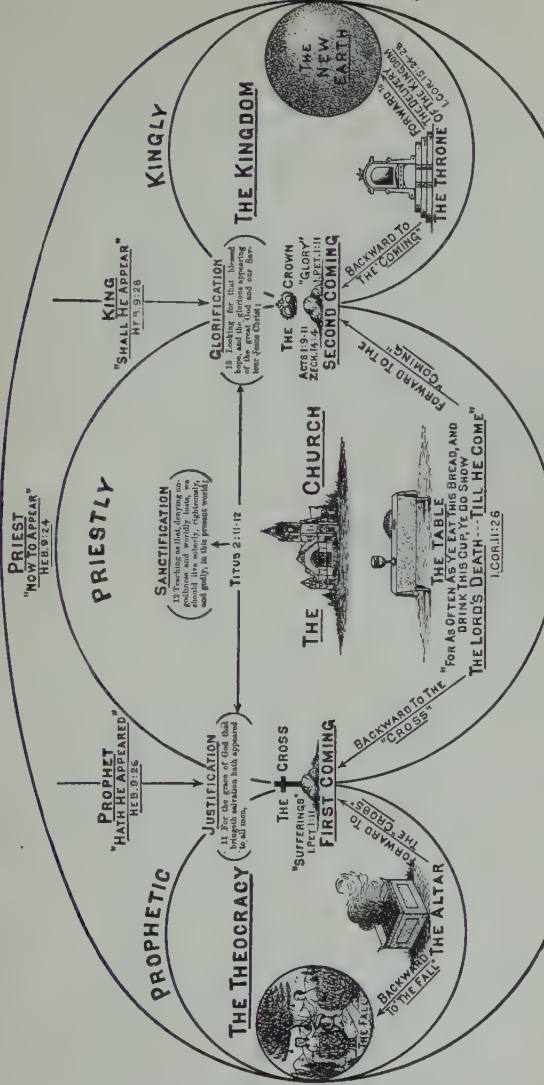 PROPHET
"HATH HE APPEARED"
HEB. 9:26
PRIEST
"NOW TO APPEAR"
HEB. 9:24
KING
"SHALL HE APPEAR"
HEB. 9:28
PROPHETIC
PRIESTLY
KINGLY
THE THEOCRACY
THE FALL
BACKWARD
TO THE FALL"
THE ALTAR
FORWARD TO
THE "CROSS"
JUSTIFICATION
11 For the grace of God that
bringeth salvation hath appeared
to all men,
THE CROSS
"SUFFERINGS"
I.PET.1:11
FIRST COMING
SANCTIFICATION
12 Teaching us that, denying un-
godliness and worldly lusts, we
should live soberly, righteously,
and godly, in this present world;
TITUS 2:11-12
THE CHURCH
THE TABLE
"FOR AS OFTEN AS YE EAT THIS BREAD, AND
DRINK THIS CUP, YE DO SHOW
THE LORD'S DEATH---TILL HE COME"
I.COR.11:26
BACKWARD TO THE
"CROSS"
FORWARD TO THE
"COMING"
GLORIFICATION
13 Looking for that blessed
hope, and the glorious appearing
of the great God and our Sav-
iour Jesus Christ;
THE CROWN
ACTS 1:9-11
ZECH. 14:4
"GLORY"
I.PET. 1:11
SECOND COMING
THE KINGDOM
BACKWARD TO
THE "COMING"
THE THRONE
FORWARD TO
THE DELIVERY
OF THE KINGDOM
I.COR.15:24-28
THE
NEW
EARTH